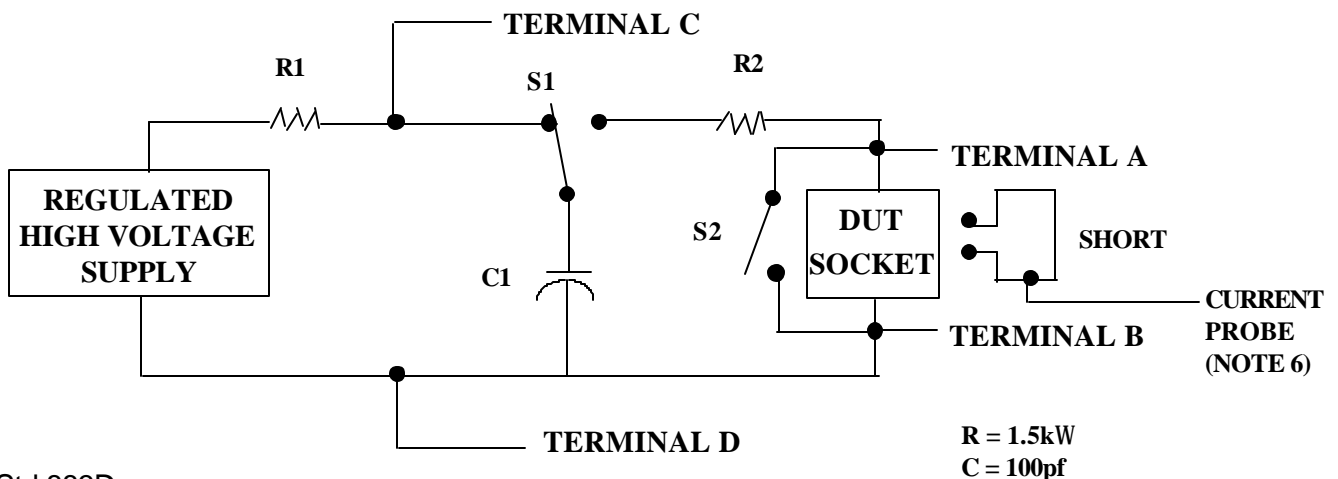 TERMINAL C
R1
S1
R2
TERMINAL A
REGULATED
HIGH VOLTAGE
SUPPLY
C1
S2
DUT
SOCKET
SHORT
CURRENT
PROBE
(NOTE 6)
TERMINAL B
TERMINAL D
R = 1.5kW
C = 100pf